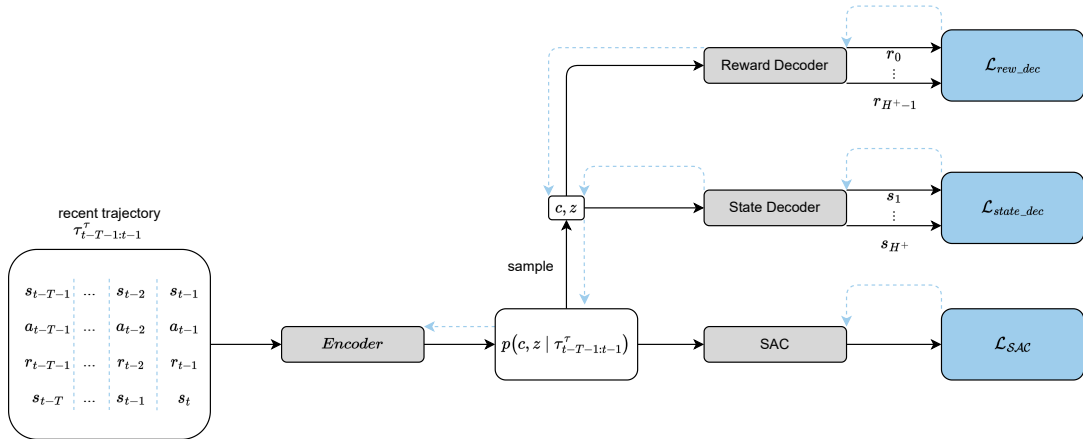 Reward Decoder
r_0
⋮
r_{H^+-1}
ℒ_{rew_dec}
recent trajectory
τ^τ_{t-T-1:t-1}
c, z
State Decoder
s_1
⋮
s_{H^+}
ℒ_{state_dec}
sample
s_{t-T-1} ... s_{t-2} s_{t-1}
a_{t-T-1} ... a_{t-2} a_{t-1}
r_{t-T-1} ... r_{t-2} r_{t-1}
s_{t-T} ... s_{t-1} s_t
Encoder
p(c, z | τ^τ_{t-T-1:t-1})
SAC
ℒ_{SAC}